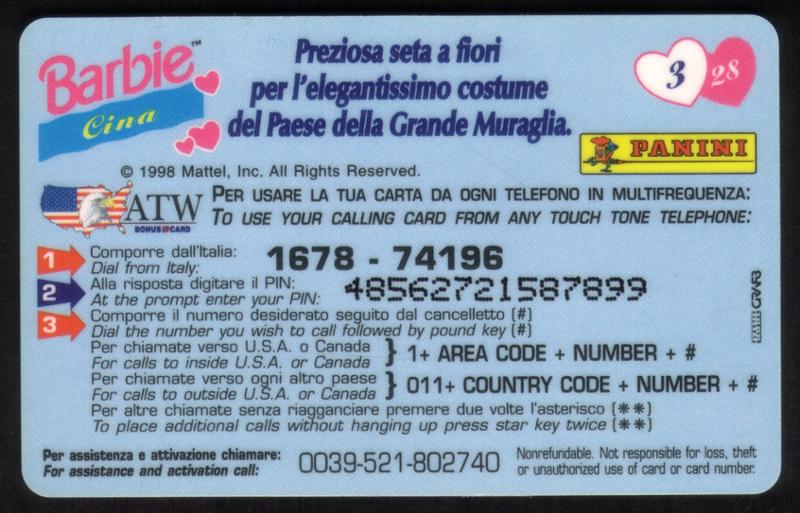 Barbie™
Cina
Preziosa seta a fiori
per l'elegantissimo costume
del Paese della Grande Muraglia.
3 28
PANINI
© 1998 Mattel, Inc. All Rights Reserved.
ATW
BONUS CARD
PER USARE LA TUA CARTA DA OGNI TELEFONO IN MULTIFREQUENZA:
TO USE YOUR CALLING CARD FROM ANY TOUCH TONE TELEPHONE:
1 Comporre dall'Italia:
Dial from Italy:
1678 - 74196
2 Alla risposta digitare il PIN:
At the prompt enter your PIN:
48562721587899
3 Comporre il numero desiderato seguito dal cancelletto (#)
Dial the number you wish to call followed by pound key (#)
Per chiamate verso U.S.A. o Canada
For calls to inside U.S.A. or Canada
} 1+ AREA CODE + NUMBER + #
Per chiamate verso ogni altro paese
For calls to outside U.S.A. or Canada
} 011+ COUNTRY CODE + NUMBER + #
Per altre chiamate senza riagganciare premere due volte l'asterisco (**)
To place additional calls without hanging up press star key twice (**)
Per assistenza e attivazione chiamare:
For assistance and activation call:
0039-521-802740
Nonrefundable. Not responsible for loss, theft
or unauthorized use of card or card number.